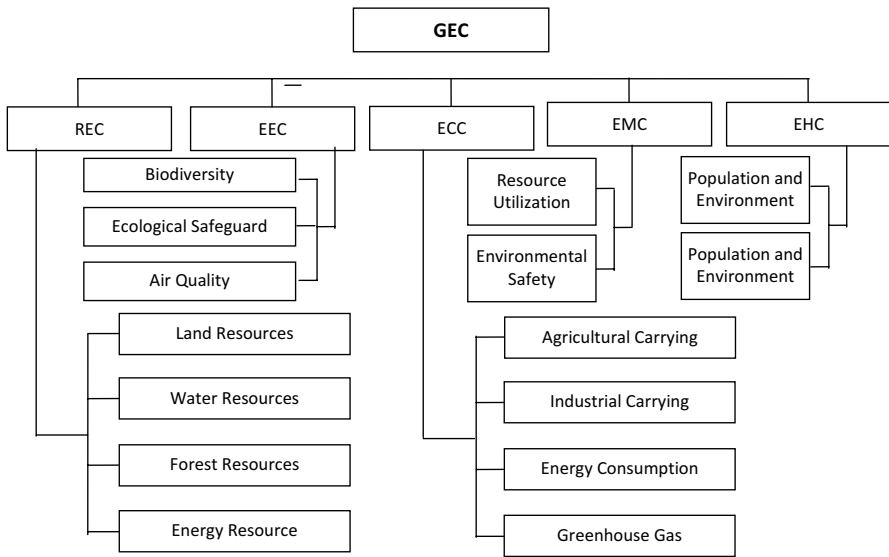 GEC
REC
EEC
ECC
EMC
EHC
Biodiversity
Ecological Safeguard
Air Quality
Resource
Utilization
Environmental
Safety
Population and
Environment
Population and
Environment
Land Resources
Water Resources
Forest Resources
Energy Resource
Agricultural Carrying
Industrial Carrying
Energy Consumption
Greenhouse Gas